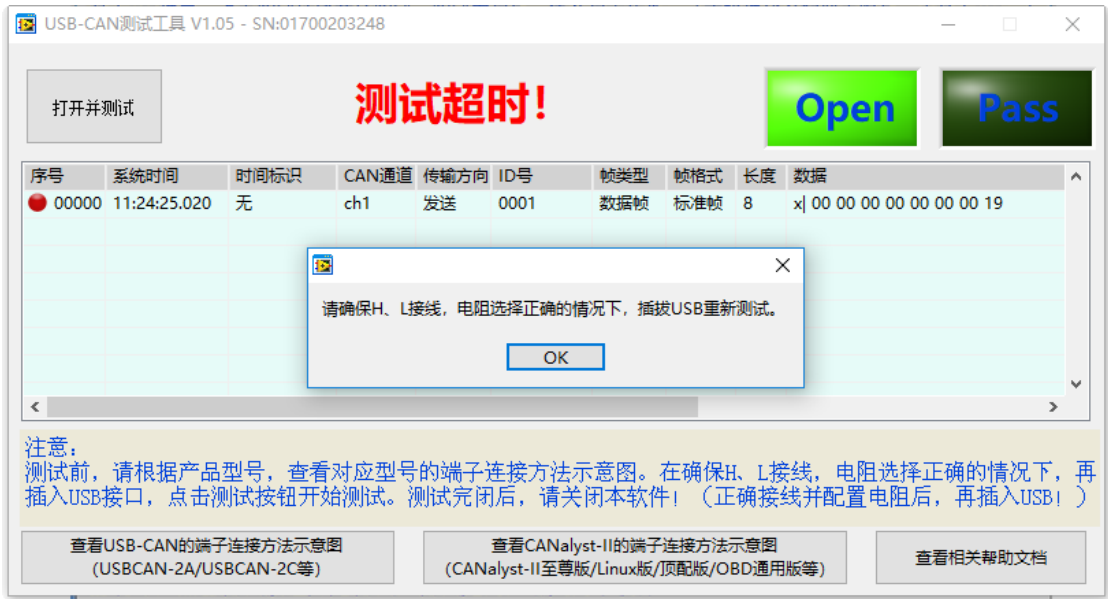 USB-CAN测试工具 V1.05 - SN:01700203248
打开并测试
测试超时!
Open
Pass
序号 系统时间 时间标识 CAN通道 传输方向 ID号 帧类型 帧格式 长度 数据
00000 11:24:25.020 无 ch1 发送 0001 数据帧 标准帧 8 x| 00 00 00 00 00 00 00 19
请确保H、L接线，电阻选择正确的情况下，插拔USB重新测试。
OK
注意：
测试前，请根据产品型号，查看对应型号的端子连接方法示意图。在确保H、L接线，电阻选择正确的情况下，再
插入USB接口，点击测试按钮开始测试。测试完闭后，请关闭本软件！（正确接线并配置电阻后，再插入USB！）
查看USB-CAN的端子连接方法示意图
(USBCAN-2A/USBCAN-2C等)
查看CANalyst-II的端子连接方法示意图
(CANalyst-II至尊版/Linux版/顶配版/OBD通用版等)
查看相关帮助文档